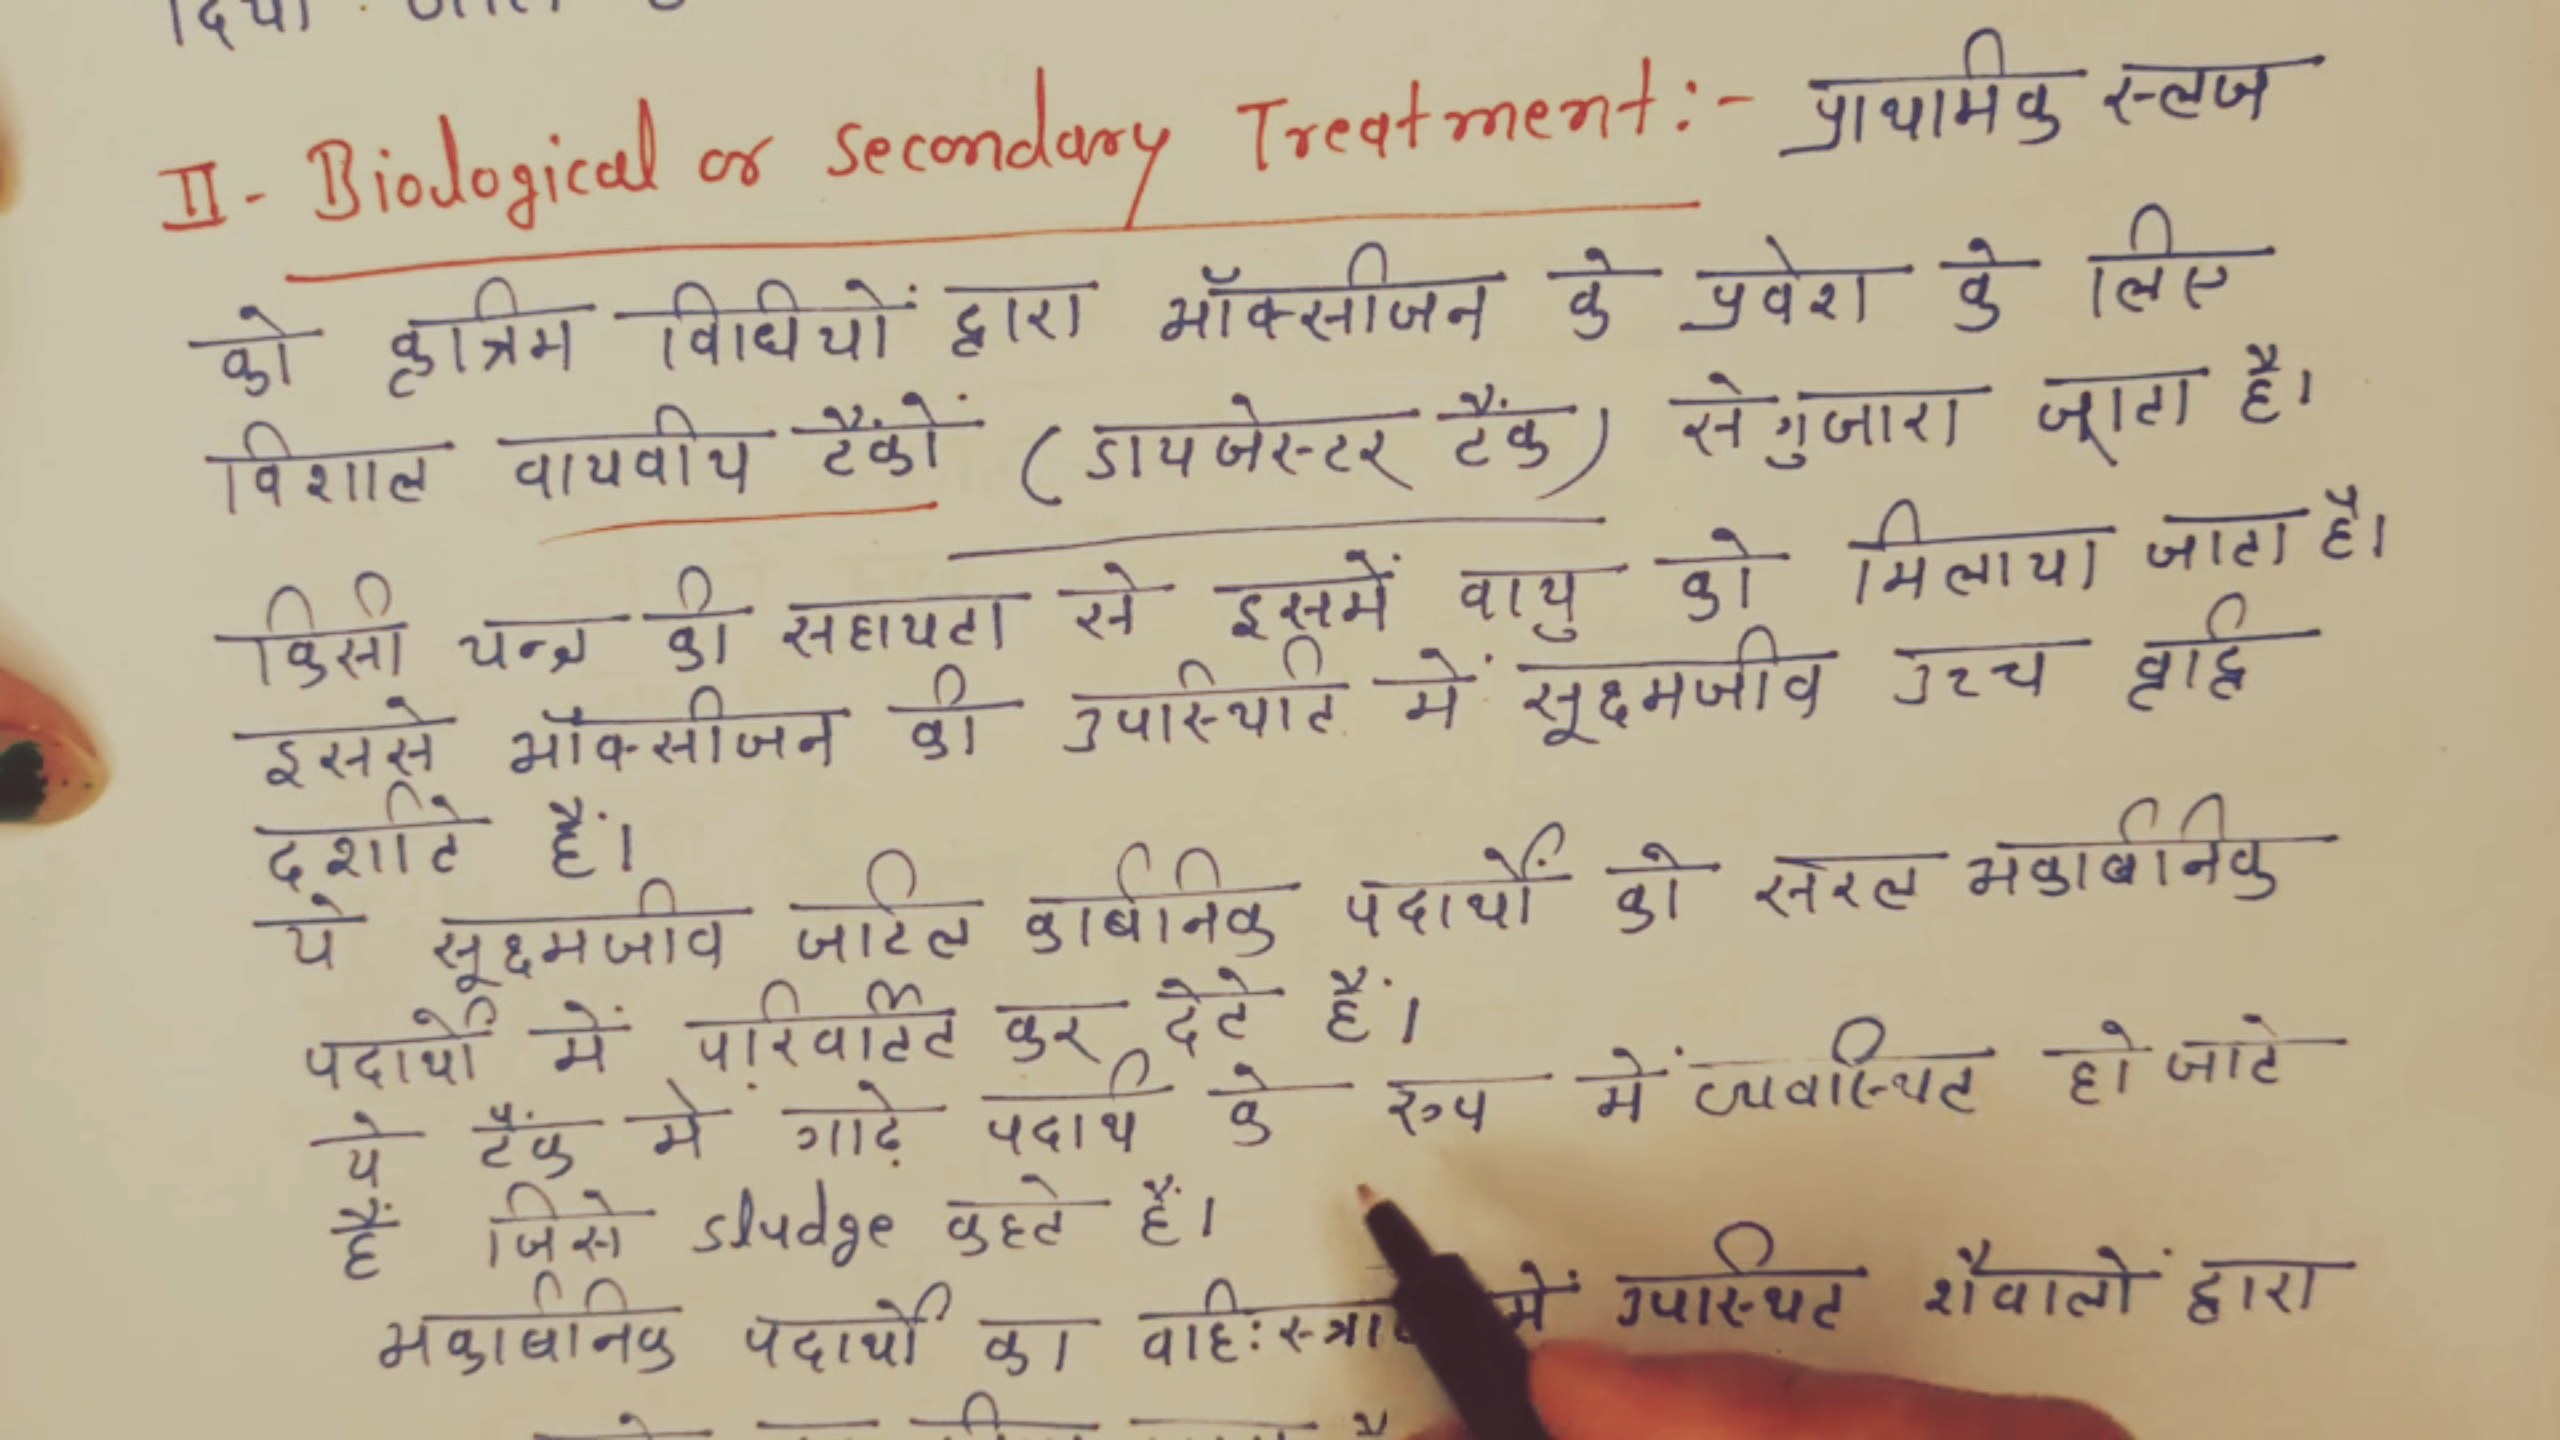 II- Biological or Secondary Treatment:- प्राथमिक स्लज
को कृत्रिम विधियों द्वारा ऑक्सीजन के प्रवेश के लिए
विशाल वायवीय टैंकों (डायजेस्टर टैंक) से गुजारा जाता है।
किसी यन्त्र की सहायता से इसमें वायु को मिलाया जाता है।
इससे ऑक्सीजन की उपस्थिति में सूक्ष्मजीव उच्च वृद्धि
दर्शाते हैं।
ये सूक्ष्मजीव जटिल कार्बनिक पदार्थों को सरल अकार्बनिक
पदार्थों में परिवर्तित कर देते हैं।
ये टैंक मे गाढ़े पदार्थ के रूप में व्यवस्थित हो जाते
हैं जिसे sludge कहते हैं।
अकार्बनिक पदार्थों का में उपस्थित शैवालों द्वारा